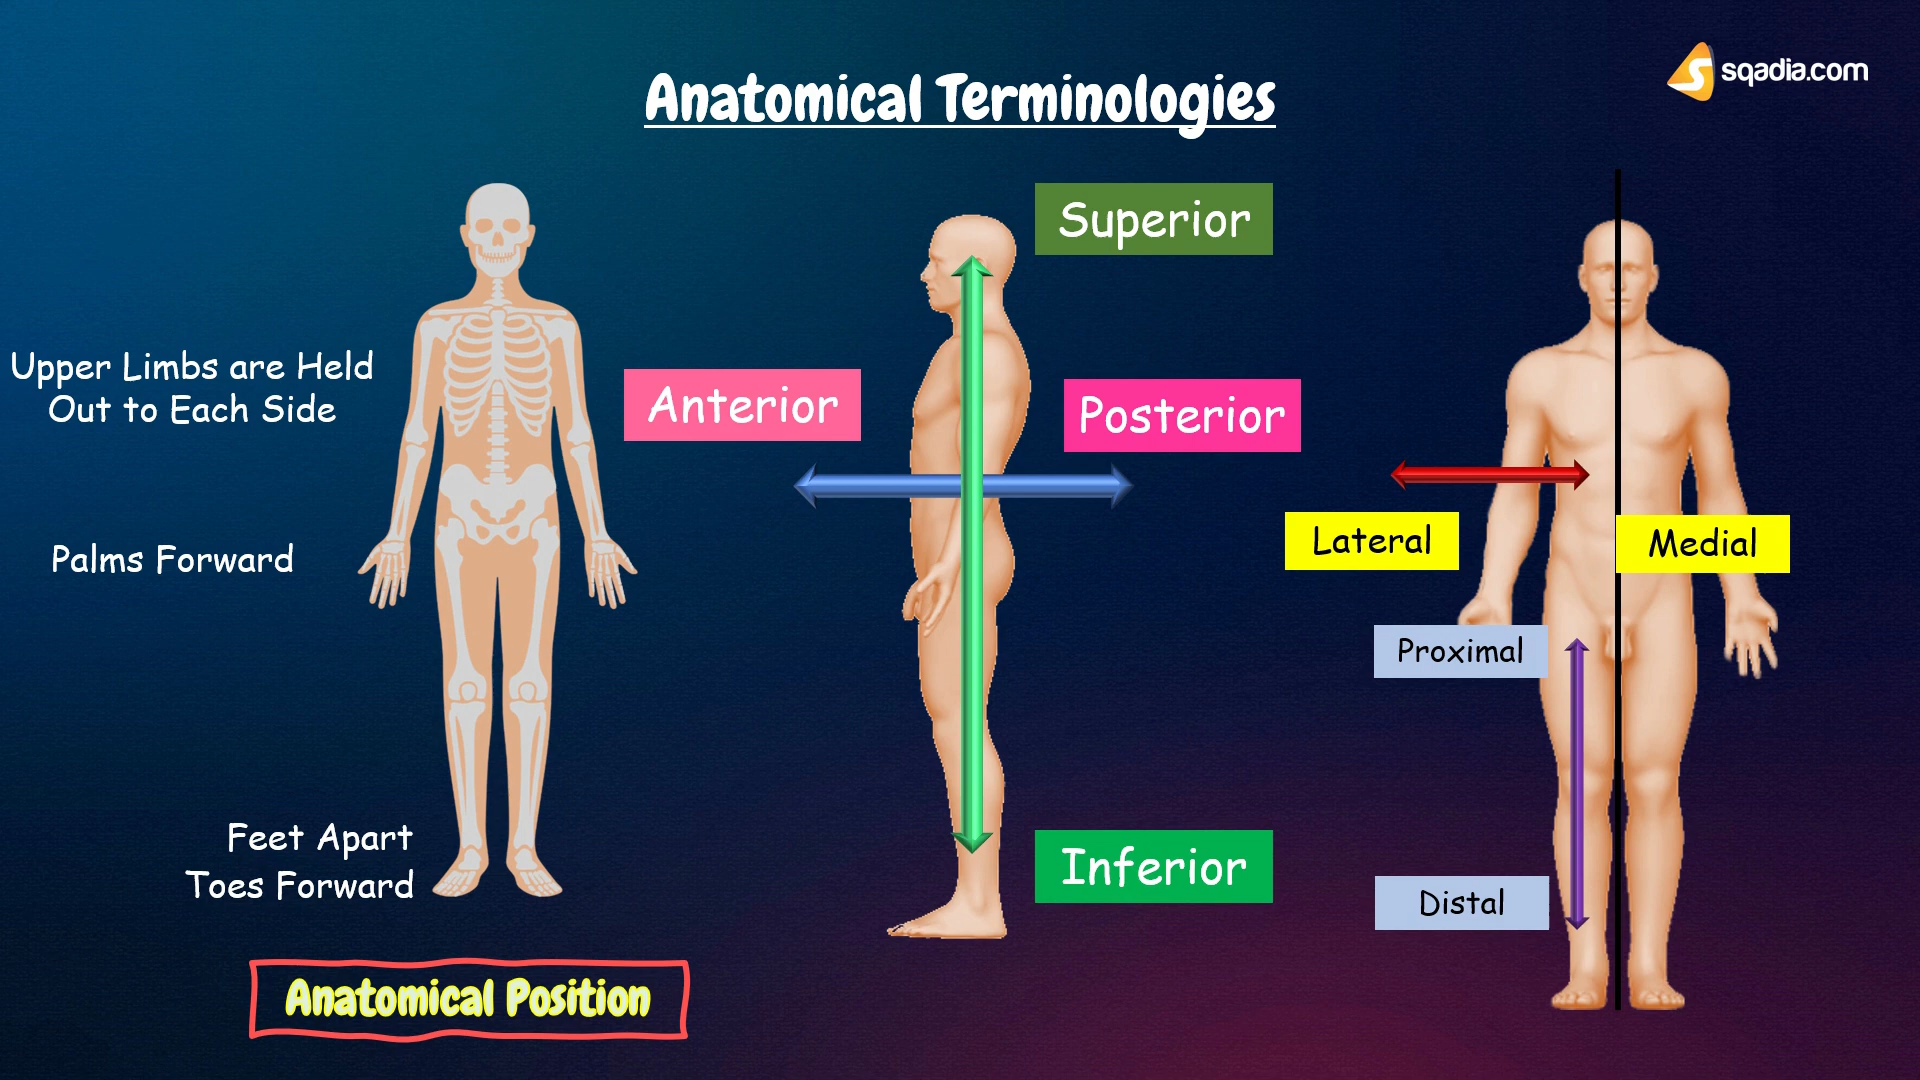 Anatomical Terminologies
sqadia.com
Superior
Upper Limbs are Held
Out to Each Side
Anterior
Posterior
Lateral
Medial
Palms Forward
Proximal
Feet Apart
Toes Forward
Inferior
Distal
Anatomical Position